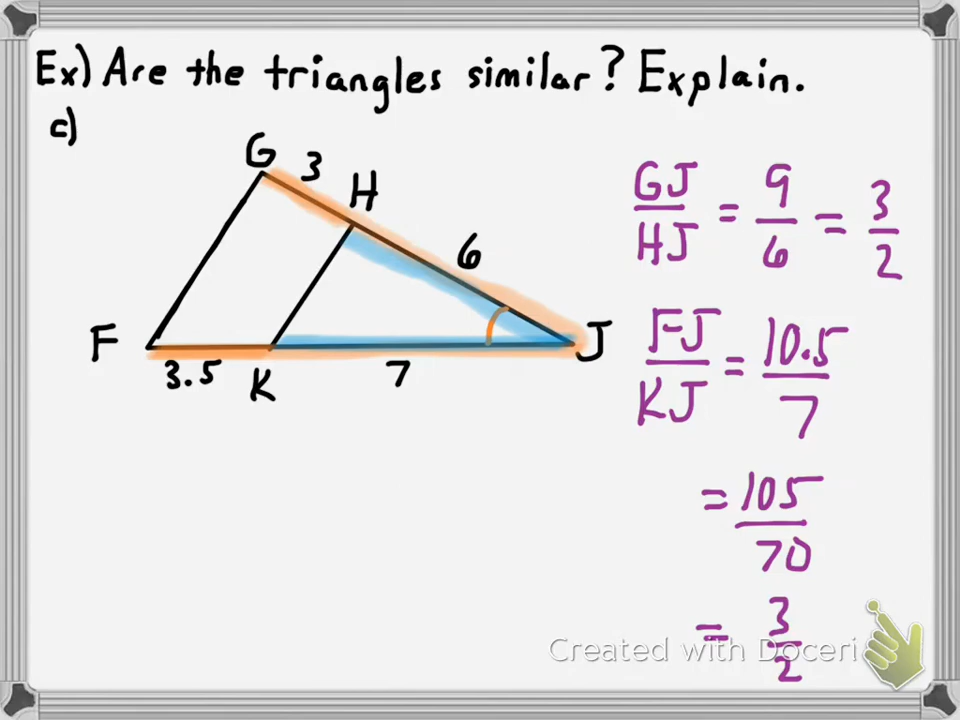 Ex) Are the triangles similar? Explain.
c)
G
3
H
6
F
J
3.5
K
7
GJ/HJ = 9/6 = 3/2
FJ/KJ = 10.5/7
= 105/70
= 3/2
Created with Doceri